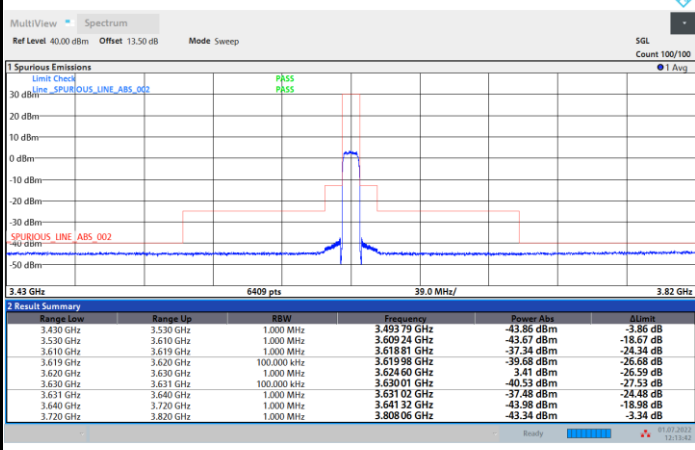 MultiView Spectrum
Ref Level 40.00 dBm Offset 13.50 dB Mode Sweep SGL
Count 100/100
1 Spurious Emissions 1 Avg
Limit Check PASS
Line _SPURIOUS_LINE_ABS_002 PASS
30 dBm
20 dBm
10 dBm
0 dBm
-10 dBm
-20 dBm
-30 dBm
_SPURIOUS_LINE_ABS_002
-40 dBm
-50 dBm
3.43 GHz 6409 pts 39.0 MHz/ 3.82 GHz
2 Result Summary
Range Low Range Up RBW Frequency Power Abs ΔLimit
3.430 GHz 3.530 GHz 1.000 MHz 3.493 79 GHz -43.86 dBm -3.86 dB
3.530 GHz 3.610 GHz 1.000 MHz 3.609 24 GHz -43.67 dBm -18.67 dB
3.610 GHz 3.619 GHz 1.000 MHz 3.618 81 GHz -37.34 dBm -24.34 dB
3.619 GHz 3.620 GHz 100.000 kHz 3.619 98 GHz -39.68 dBm -26.68 dB
3.620 GHz 3.630 GHz 1.000 MHz 3.624 60 GHz 3.41 dBm -26.59 dB
3.630 GHz 3.631 GHz 100.000 kHz 3.630 01 GHz -40.53 dBm -27.53 dB
3.631 GHz 3.640 GHz 1.000 MHz 3.631 02 GHz -37.48 dBm -24.48 dB
3.640 GHz 3.720 GHz 1.000 MHz 3.641 32 GHz -43.98 dBm -18.98 dB
3.720 GHz 3.820 GHz 1.000 MHz 3.808 06 GHz -43.34 dBm -3.34 dB
Ready 01.07.2022
12:13:42